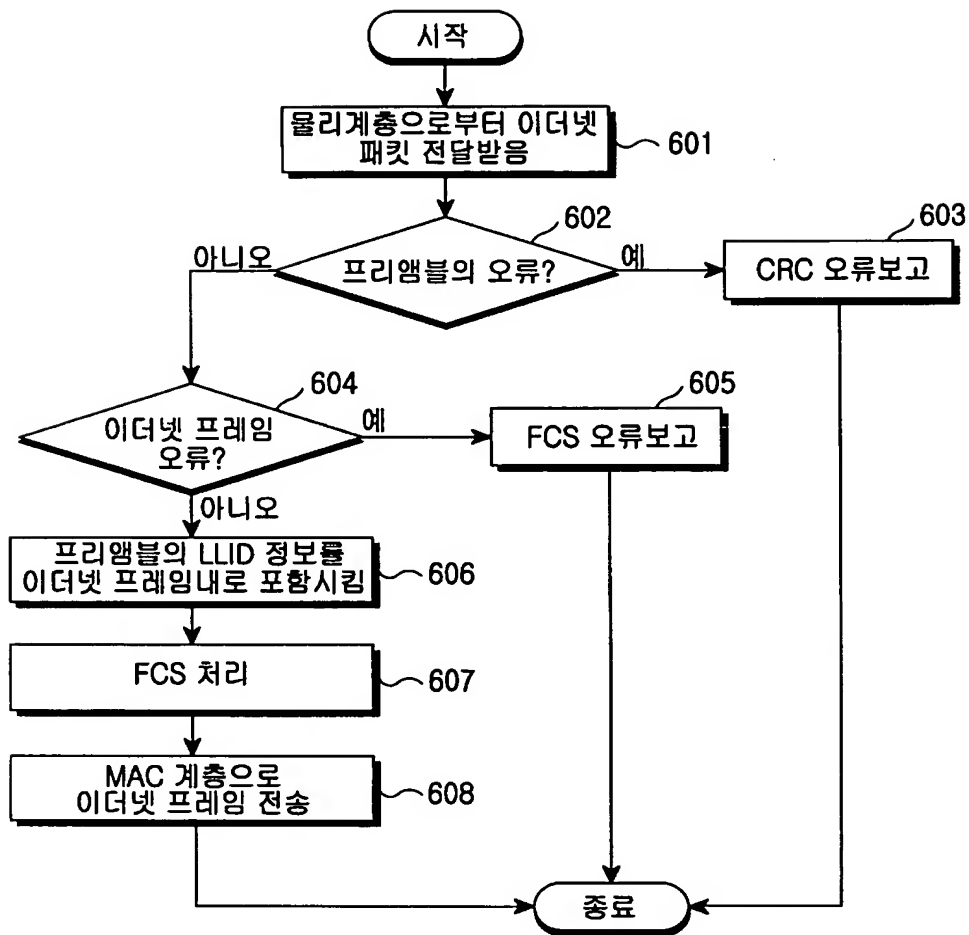 시작
물리계층으로부터 이더넷
패킷 전달받음
601
602
프리앰블의 오류?
아니오
예
603
CRC 오류보고
604
이더넷 프레임
오류?
예
605
FCS 오류보고
아니오
프리앰블의 LLID 정보를
이더넷 프레임내로 포함시킴
606
FCS 처리
607
MAC 계층으로
이더넷 프레임 전송
608
종료